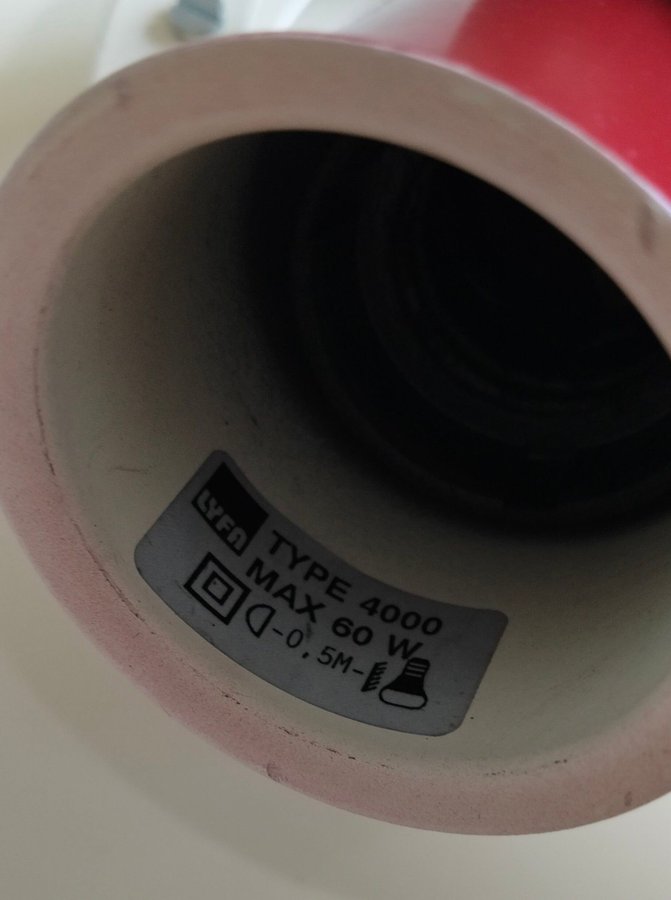 LYFA
TYPE 4000
MAX 60 W
-0,5M-